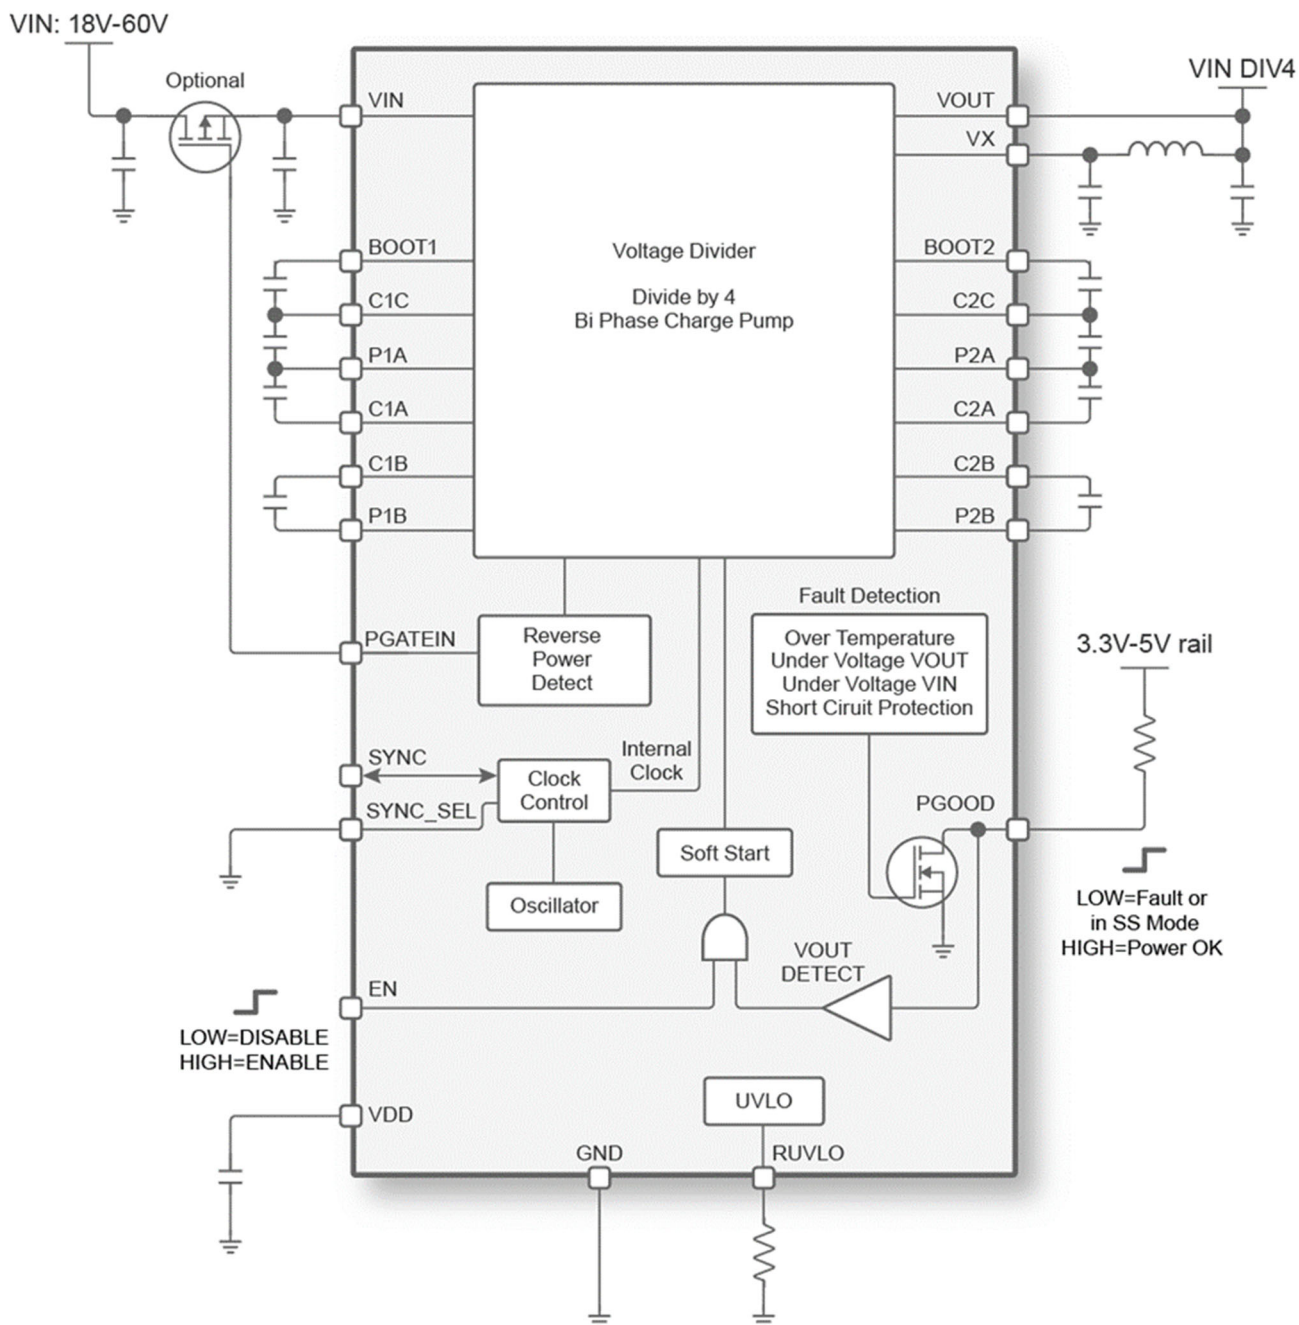 VIN: 18V-60V
Optional
VIN DIV4
VIN
VOUT
VX
BOOT1
Voltage Divider
BOOT2
Divide by 4
Bi Phase Charge Pump
C1C
C2C
P1A
P2A
C1A
C2A
C1B
C2B
P1B
P2B
Fault Detection
PGATEIN
Reverse
Power
Detect
Over Temperature
Under Voltage VOUT
Under Voltage VIN
Short Ciruit Protection
3.3V-5V rail
SYNC
Internal
Clock
Clock
Control
SYNC_SEL
PGOOD
Soft Start
Oscillator
LOW=Fault or
in SS Mode
HIGH=Power OK
VOUT
DETECT
EN
LOW=DISABLE
HIGH=ENABLE
UVLO
VDD
GND
RUVLO